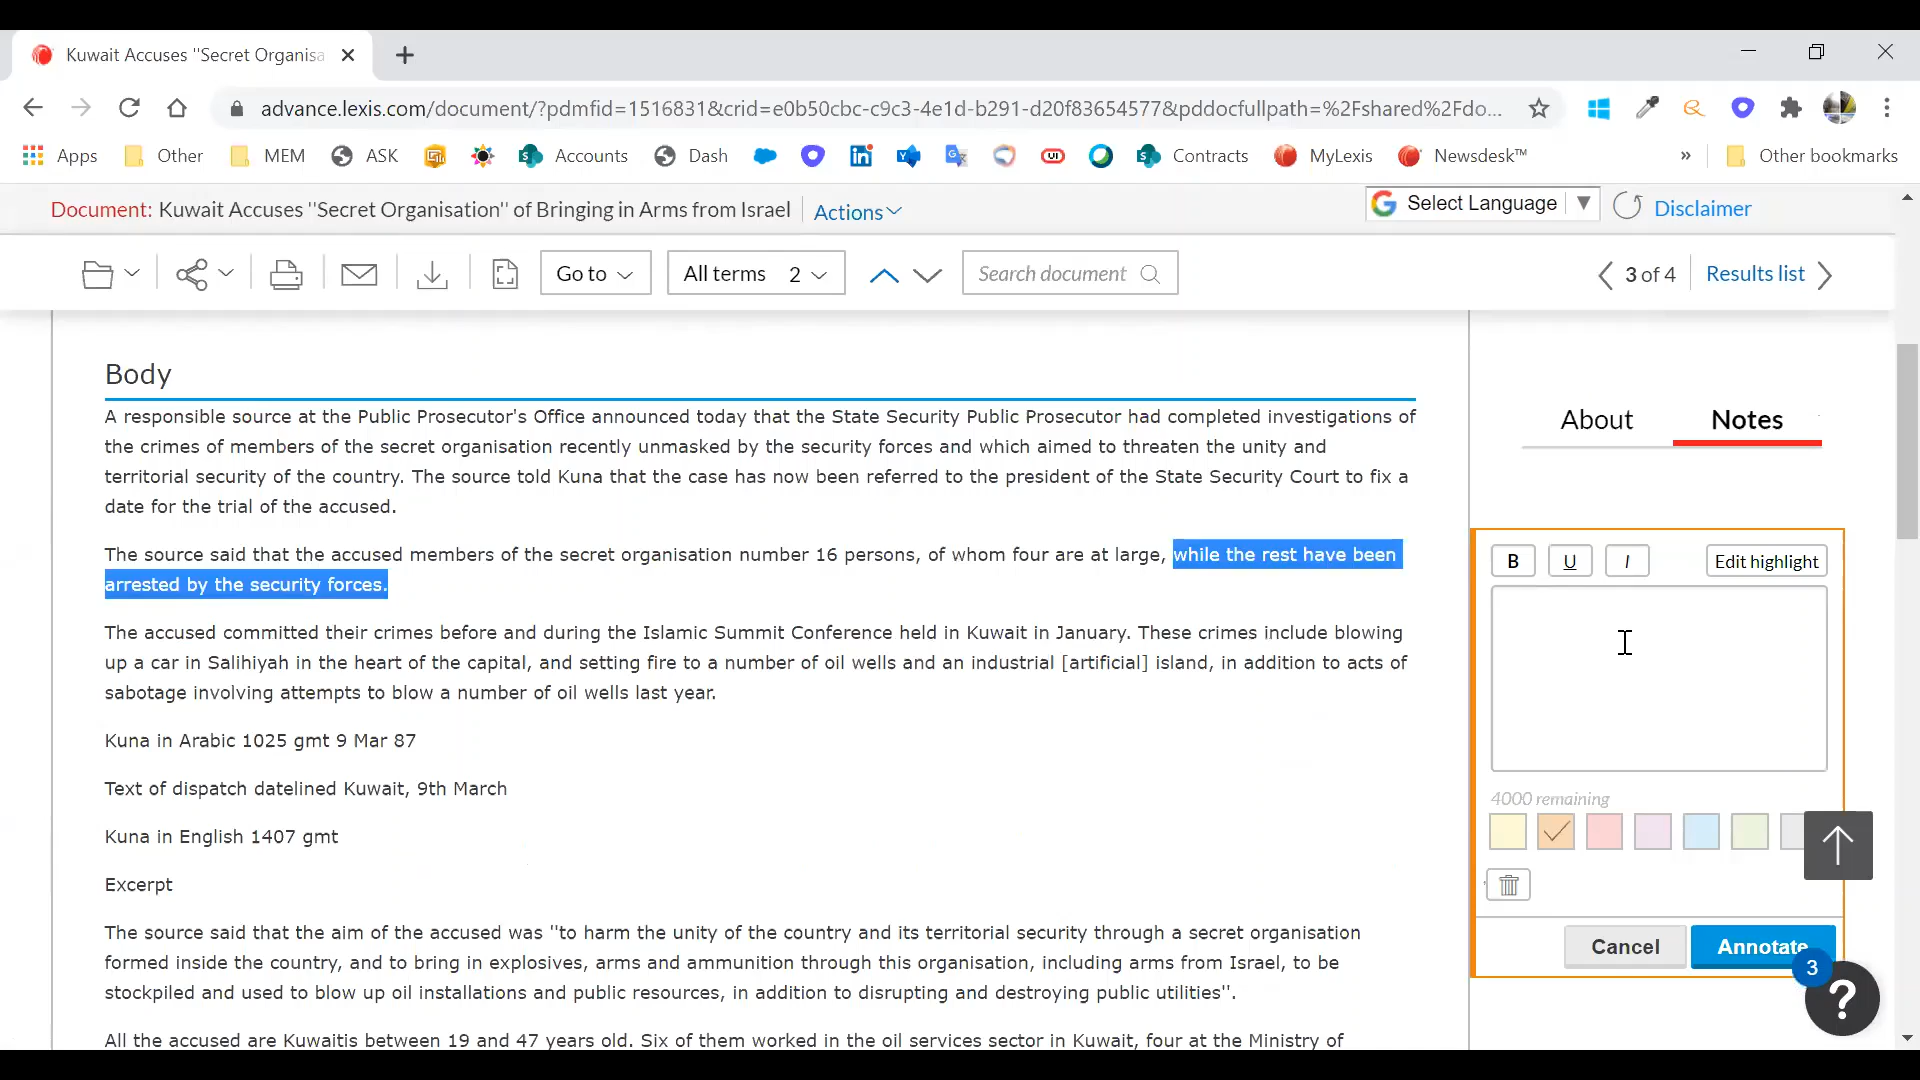 Kuwait Accuses "Secret Organisa
advance.lexis.com/document/?pdmfid=1516831&crid=e0b50cbc-c9c3-4e1d-b291-d20f83654577&pddocfullpath=%2Fshared%2Fdo...
Apps Other MEM ASK Accounts Dash in UI Contracts MyLexis Newsdesk™ » Other bookmarks
Document: Kuwait Accuses "Secret Organisation" of Bringing in Arms from Israel Actions Select Language ▼ Disclaimer
Go to All terms 2 Search document 3 of 4 Results list
Body
A responsible source at the Public Prosecutor's Office announced today that the State Security Public Prosecutor had completed investigations of
the crimes of members of the secret organisation recently unmasked by the security forces and which aimed to threaten the unity and
territorial security of the country. The source told Kuna that the case has now been referred to the president of the State Security Court to fix a
date for the trial of the accused.
The source said that the accused members of the secret organisation number 16 persons, of whom four are at large, while the rest have been
arrested by the security forces.
The accused committed their crimes before and during the Islamic Summit Conference held in Kuwait in January. These crimes include blowing
up a car in Salihiyah in the heart of the capital, and setting fire to a number of oil wells and an industrial [artificial] island, in addition to acts of
sabotage involving attempts to blow a number of oil wells last year.
Kuna in Arabic 1025 gmt 9 Mar 87
Text of dispatch datelined Kuwait, 9th March
Kuna in English 1407 gmt
Excerpt
The source said that the aim of the accused was "to harm the unity of the country and its territorial security through a secret organisation
formed inside the country, and to bring in explosives, arms and ammunition through this organisation, including arms from Israel, to be
stockpiled and used to blow up oil installations and public resources, in addition to disrupting and destroying public utilities".
All the accused are Kuwaitis between 19 and 47 years old. Six of them worked in the oil services sector in Kuwait, four at the Ministry of
About Notes
B U I Edit highlight
4000 remaining
Cancel Annotate
3
?